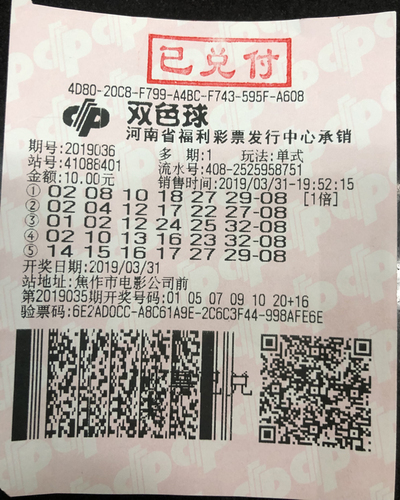 已兑付
4D80-20C8-F799-A4BC-F743-595F-A608
双色球
河南省福利彩票发行中心承销
期号:2019036 多 期:1 玩法:单式
站号:41088401 流水号:408-2525958751
金额:10.00元 销售时间:2019/03/31-19:52:15
① 02 08 10 18 27 29-08 [1倍]
② 02 04 12 17 22 27-08
③ 01 02 12 24 25 32-08
④ 02 10 13 16 23 32-08
⑤ 14 15 16 17 27 29-08
开奖日期:2019/03/31
站地址:焦作市电影公司前
第2019035期开奖号码:01 05 07 09 10 20+16
验票码:6E2AD0CC-A8C61A9E-2C6C3F44-998AFE6E
票已兑